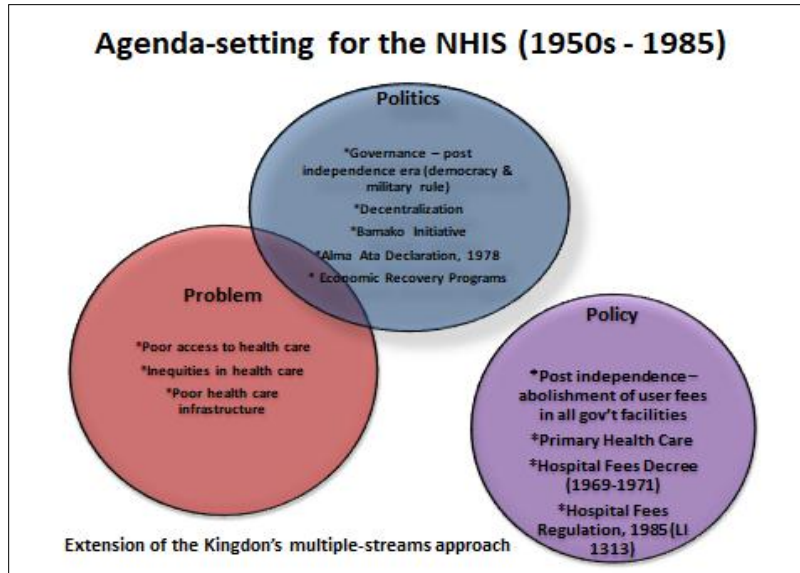 Agenda-setting for the NHIS (1950s - 1985)
Politics
*Governance – post
independence era (democracy &
military rule)
*Decentralization
*Bamako Initiative
*Alma Ata Declaration, 1978
* Economic Recovery Programs
Problem
*Poor access to health care
*Inequities in health care
*Poor health care
infrastructure
Policy
*Post independence–
abolishment of user fees
in all gov't facilities
*Primary Health Care
*Hospital Fees Decree
(1969-1971)
*Hospital Fees
Regulation, 1985(LI
1313)
Extension of the Kingdon's multiple-streams approach